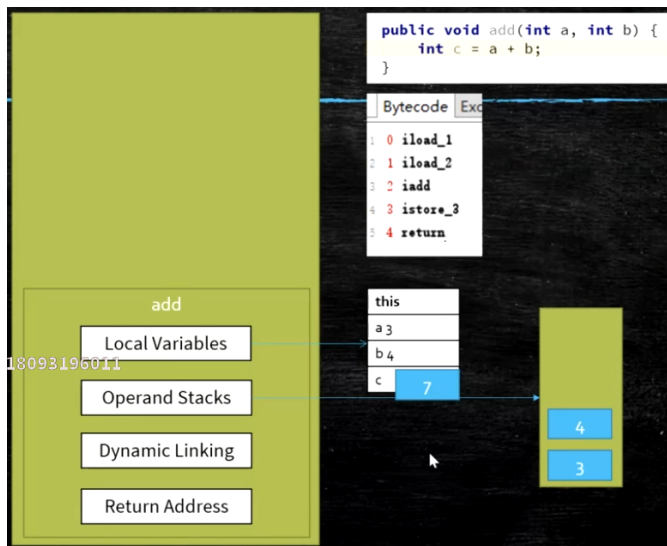 public void add(int a, int b) {
int c = a + b;
}
Bytecode Exc
1 0 iload_1
2 1 iload_2
3 2 iadd
4 3 istore_3
5 4 return
add
Local Variables
Operand Stacks
Dynamic Linking
Return Address
18093196011
this
a 3
b 4
c 7
4
3